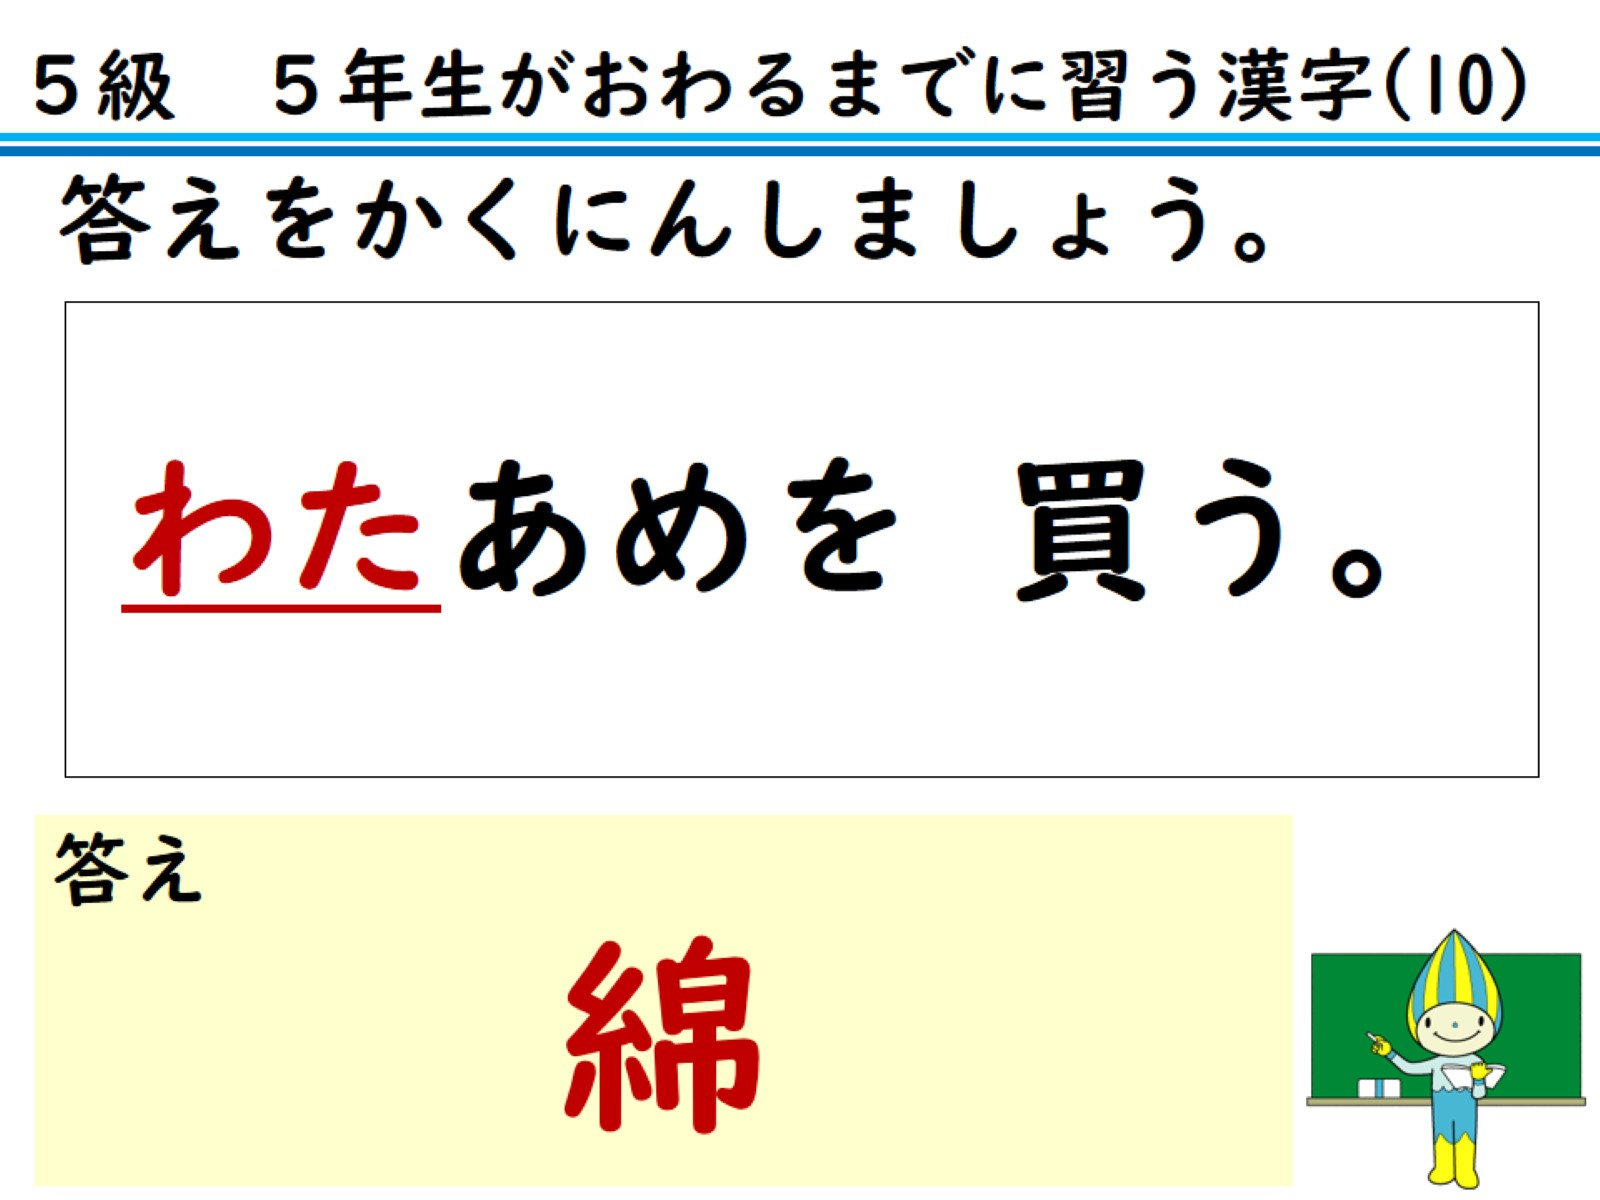 ５級　５年生がおわるまでに習う漢字(10)
答えをかくにんしましょう。
わたあめを 買う。
答え
綿